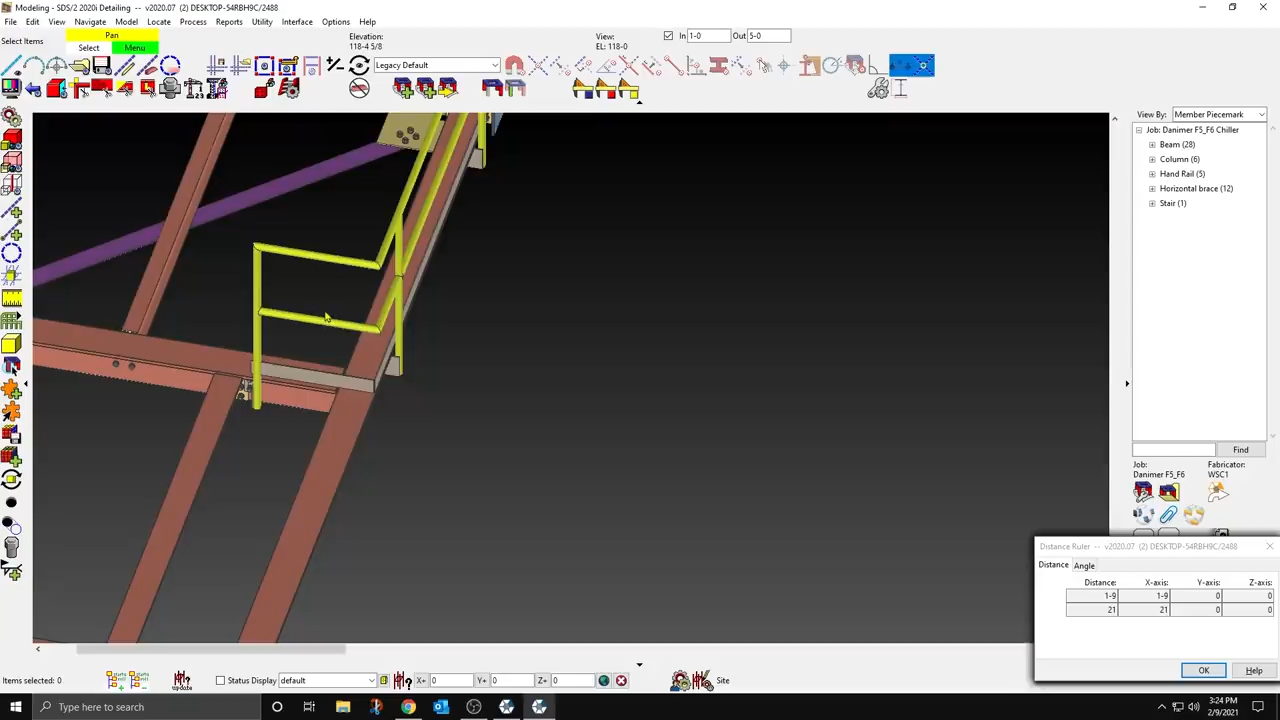 Modeling -- SDS/2 2020i Detailing -- v2020.07 (2) DESKTOP-54RBH9C/2488
File Edit View Navigate Model Locate Process Reports Utility Interface Options Help
Select Items
Pan
Select Menu
Elevation:
118-4 5/8
View:
EL: 118-0
In 1-0 Out 5-0
Legacy Default
View By: Member Piecemark
Job: Danimer F5_F6 Chiller
Beam (28)
Column (6)
Hand Rail (5)
Horizontal brace (12)
Stair (1)
Find
Job: Fabricator:
Danimer F5_F6 WSC1
Distance Ruler -- v2020.07 (2) DESKTOP-54RBH9C/2488
Distance Angle
Distance: X-axis: Y-axis: Z-axis:
1-9 1-9 0 0
21 21 0 0
OK Help
Items selected: 0
update
Status Display default X+ 0 Y+ 0 Z+ 0 Site
Type here to search
3:24 PM
2/9/2021